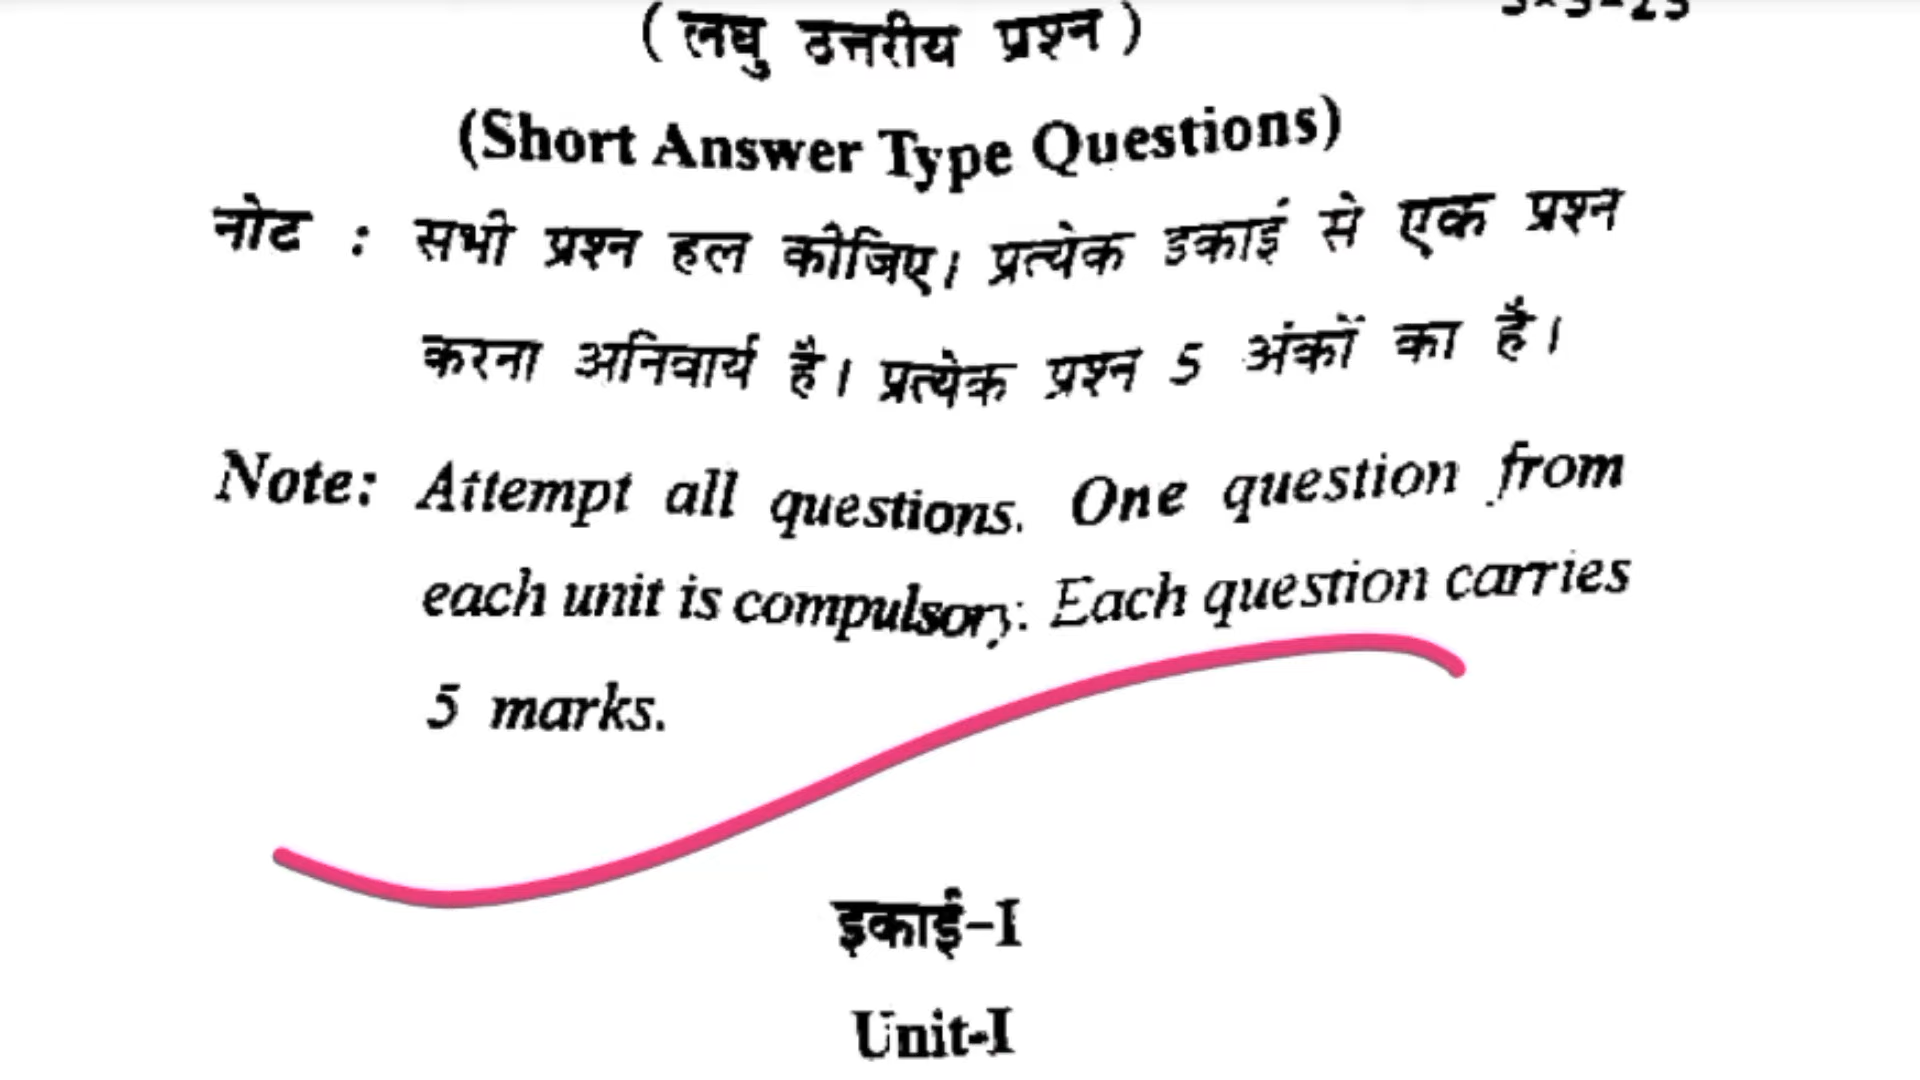 ( लघु उत्तरीय प्रश्न )
(Short Answer Type Questions)
नोट : सभी प्रश्न हल कीजिए। प्रत्येक इकाई से एक प्रश्न
करना अनिवार्य है। प्रत्येक प्रश्न 5 अंकों का है।
Note: Attempt all questions. One question from
each unit is compulsory. Each question carries
5 marks.
इकाई-I
Unit-I